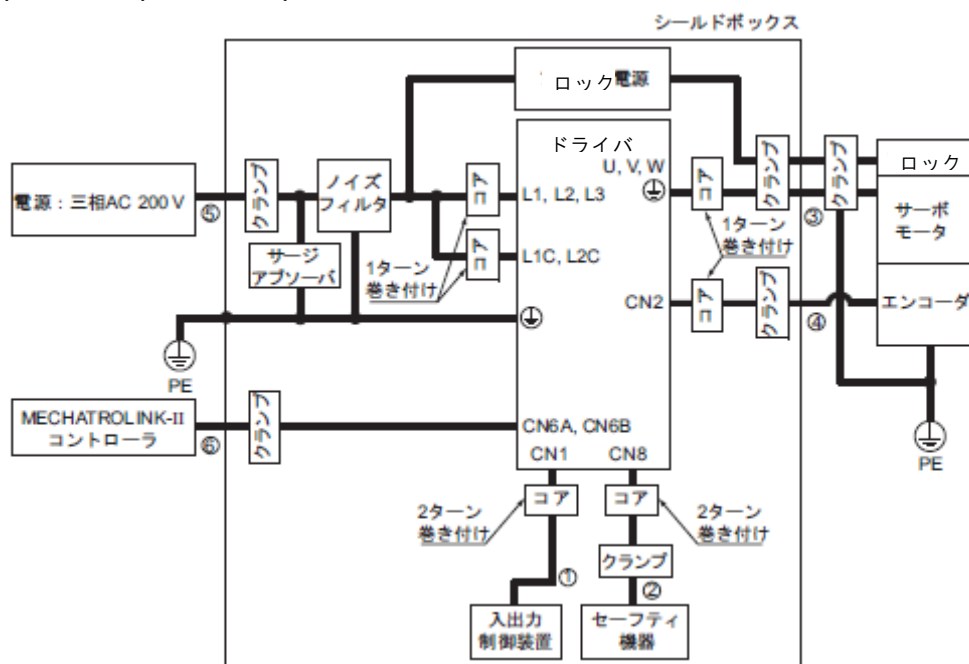 シールドボックス
ロック電源
ドライバ
U, V, W
L1, L2, L3
L1C, L2C
CN2
CN6A, CN6B
CN1
CN8
電源：三相AC 200 V
⑤
クランプ
ノイズ
フィルタ
サージ
アブソーバ
コア
コア
1ターン
巻き付け
PE
MECHATROLINK-II
コントローラ
⑥
クランプ
コア
クランプ
③
クランプ
1ターン
巻き付け
コア
クランプ
④
ロック
サーボ
モータ
エンコーダ
PE
2ターン
巻き付け
コア
①
入出力
制御装置
コア
2ターン
巻き付け
クランプ
②
セーフティ
機器